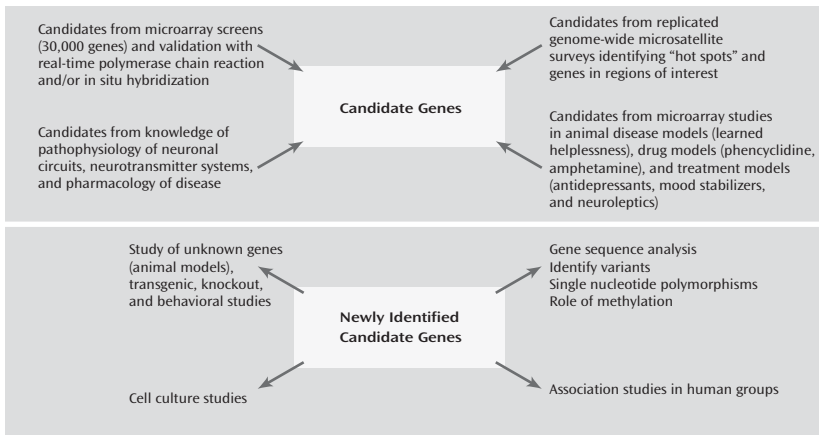 Candidates from microarray screens
(30,000 genes) and validation with
real-time polymerase chain reaction
and/or in situ hybridization
Candidates from replicated
genome-wide microsatellite
surveys identifying “hot spots” and
genes in regions of interest
Candidate Genes
Candidates from knowledge of
pathophysiology of neuronal
circuits, neurotransmitter systems,
and pharmacology of disease
Candidates from microarray studies
in animal disease models (learned
helplessness), drug models (phencyclidine,
amphetamine), and treatment models
(antidepressants, mood stabilizers,
and neuroleptics)
Study of unknown genes
(animal models),
transgenic, knockout,
and behavioral studies
Gene sequence analysis
Identify variants
Single nucleotide polymorphisms
Role of methylation
Newly Identified
Candidate Genes
Cell culture studies
Association studies in human groups